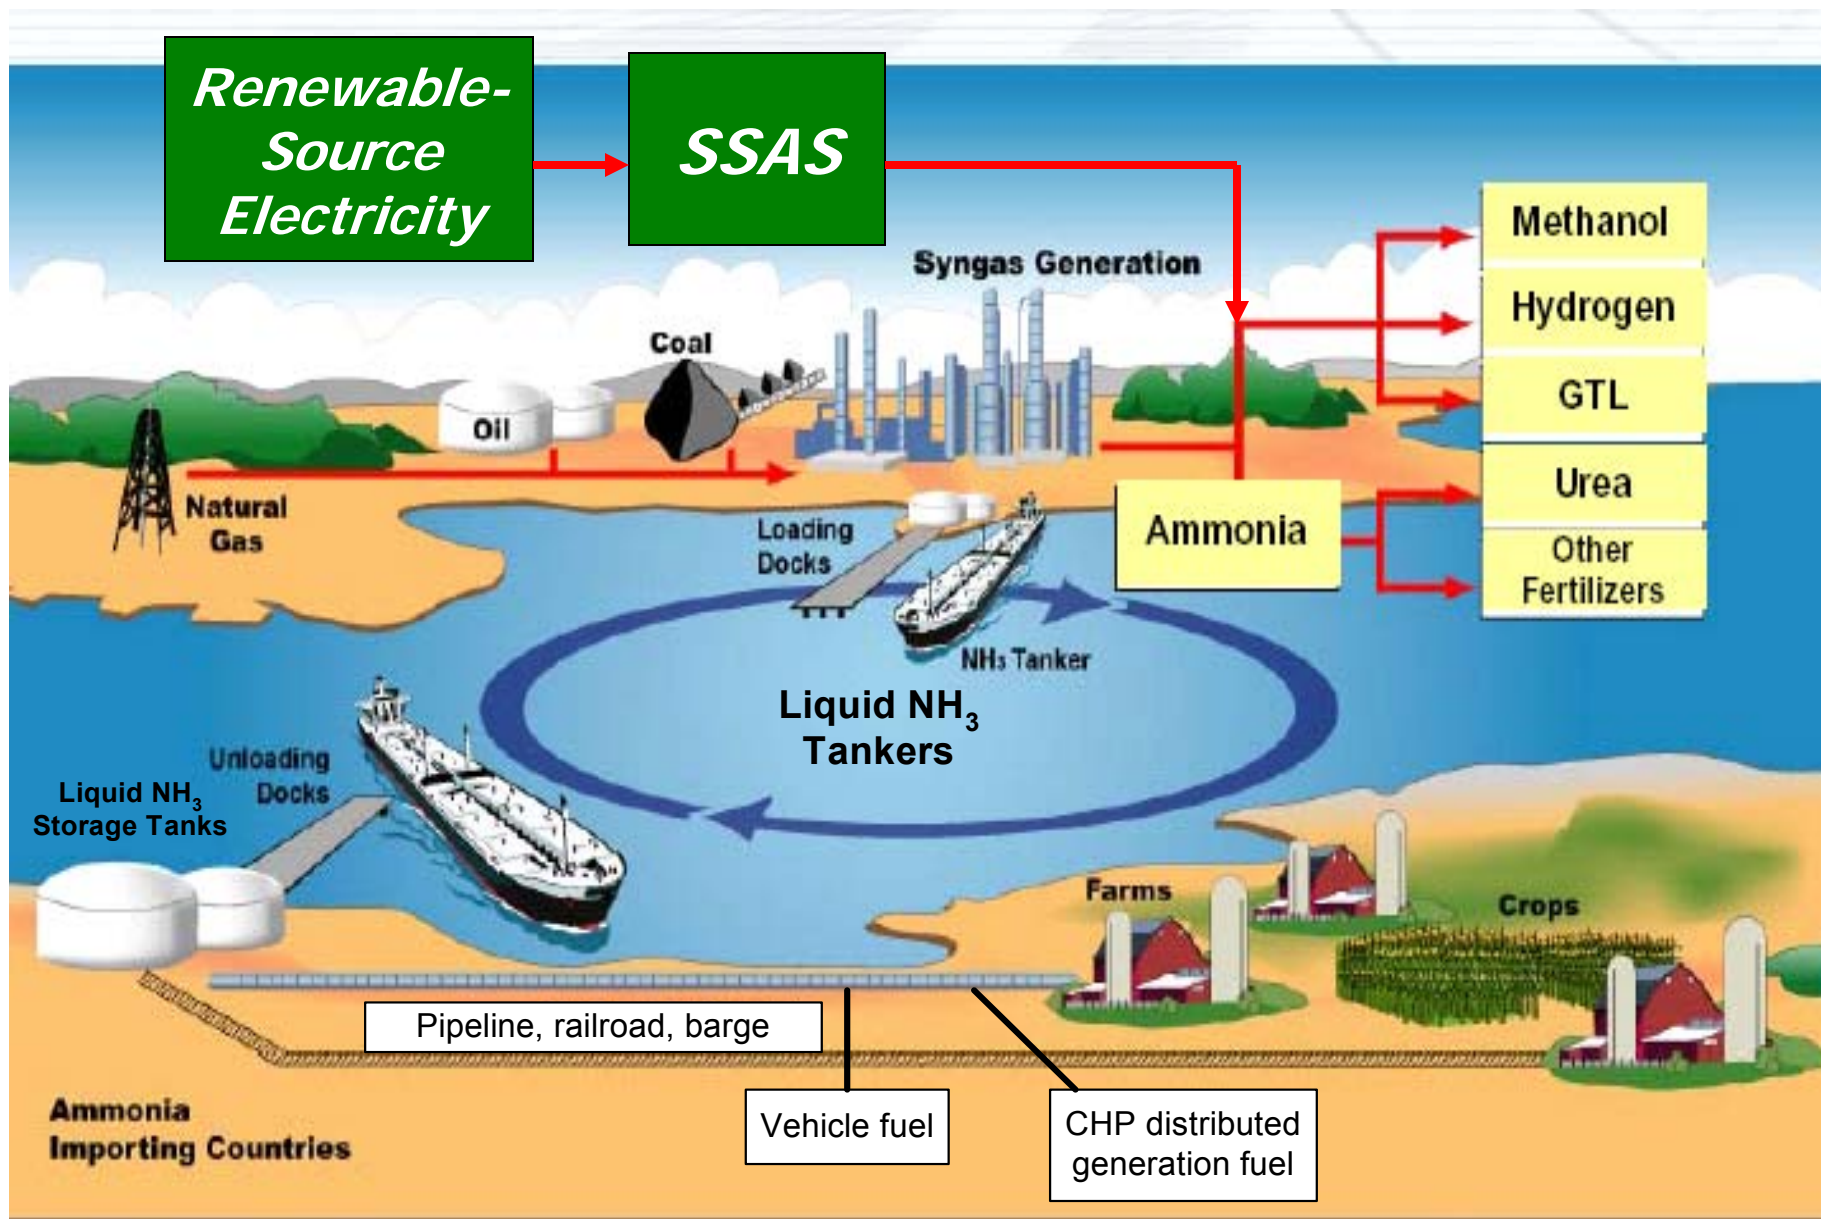 Renewable-
Source
Electricity
SSAS
Syngas Generation
Methanol
Hydrogen
GTL
Urea
Other
Fertilizers
Coal
Oil
Natural
Gas
Ammonia
Loading
Docks
NH₃ Tanker
Liquid NH₃
Tankers
Unloading
Docks
Liquid NH₃
Storage Tanks
Farms
Crops
Pipeline, railroad, barge
Vehicle fuel
CHP distributed
generation fuel
Ammonia
Importing Countries